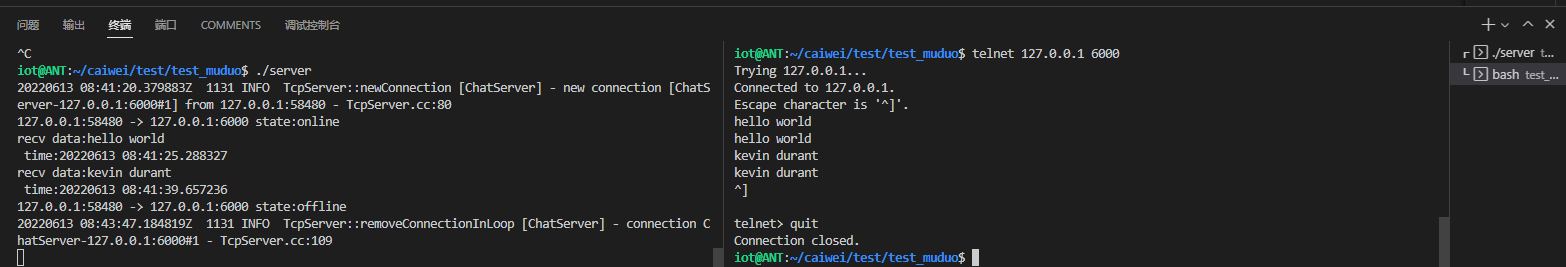 问题 输出 终端 端口 COMMENTS 调试控制台
^C
iot@ANT:~/caiwei/test/test_muduo$ ./server
20220613 08:41:20.379883Z  1131 INFO  TcpServer::newConnection [ChatServer] - new connection [ChatS
erver-127.0.0.1:6000#1] from 127.0.0.1:58480 - TcpServer.cc:80
127.0.0.1:58480 -> 127.0.0.1:6000 state:online
recv data:hello world
 time:20220613 08:41:25.288327
recv data:kevin durant
 time:20220613 08:41:39.657236
127.0.0.1:58480 -> 127.0.0.1:6000 state:offline
20220613 08:43:47.184819Z  1131 INFO  TcpServer::removeConnectionInLoop [ChatServer] - connection C
hatServer-127.0.0.1:6000#1 - TcpServer.cc:109
iot@ANT:~/caiwei/test/test_muduo$ telnet 127.0.0.1 6000
Trying 127.0.0.1...
Connected to 127.0.0.1.
Escape character is '^]'.
hello world
hello world
kevin durant
kevin durant
^]
telnet> quit
Connection closed.
iot@ANT:~/caiwei/test/test_muduo$
./server t...
bash test_...